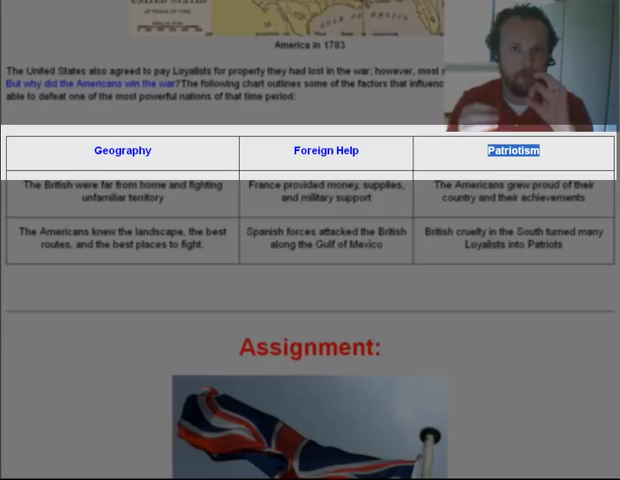 UNITED STATES
GULF OF MEXICO
America in 1783
The United States also agreed to pay Loyalists for property they had lost in the war; however, most
But why did the Americans win the war? The following chart outlines some of the factors that
able to defeat one of the most powerful nations of that time period:
Geography Foreign Help Patriotism
The British were far from home and fighting unfamiliar territory
France provided money, supplies, and military support
The Americans grew proud of their country and their achievements
The Americans knew the landscape, the best routes, and the best places to fight.
Spanish forces attacked the British along the Gulf of Mexico
British cruelty in the South turned many Loyalists into Patriots
Assignment: